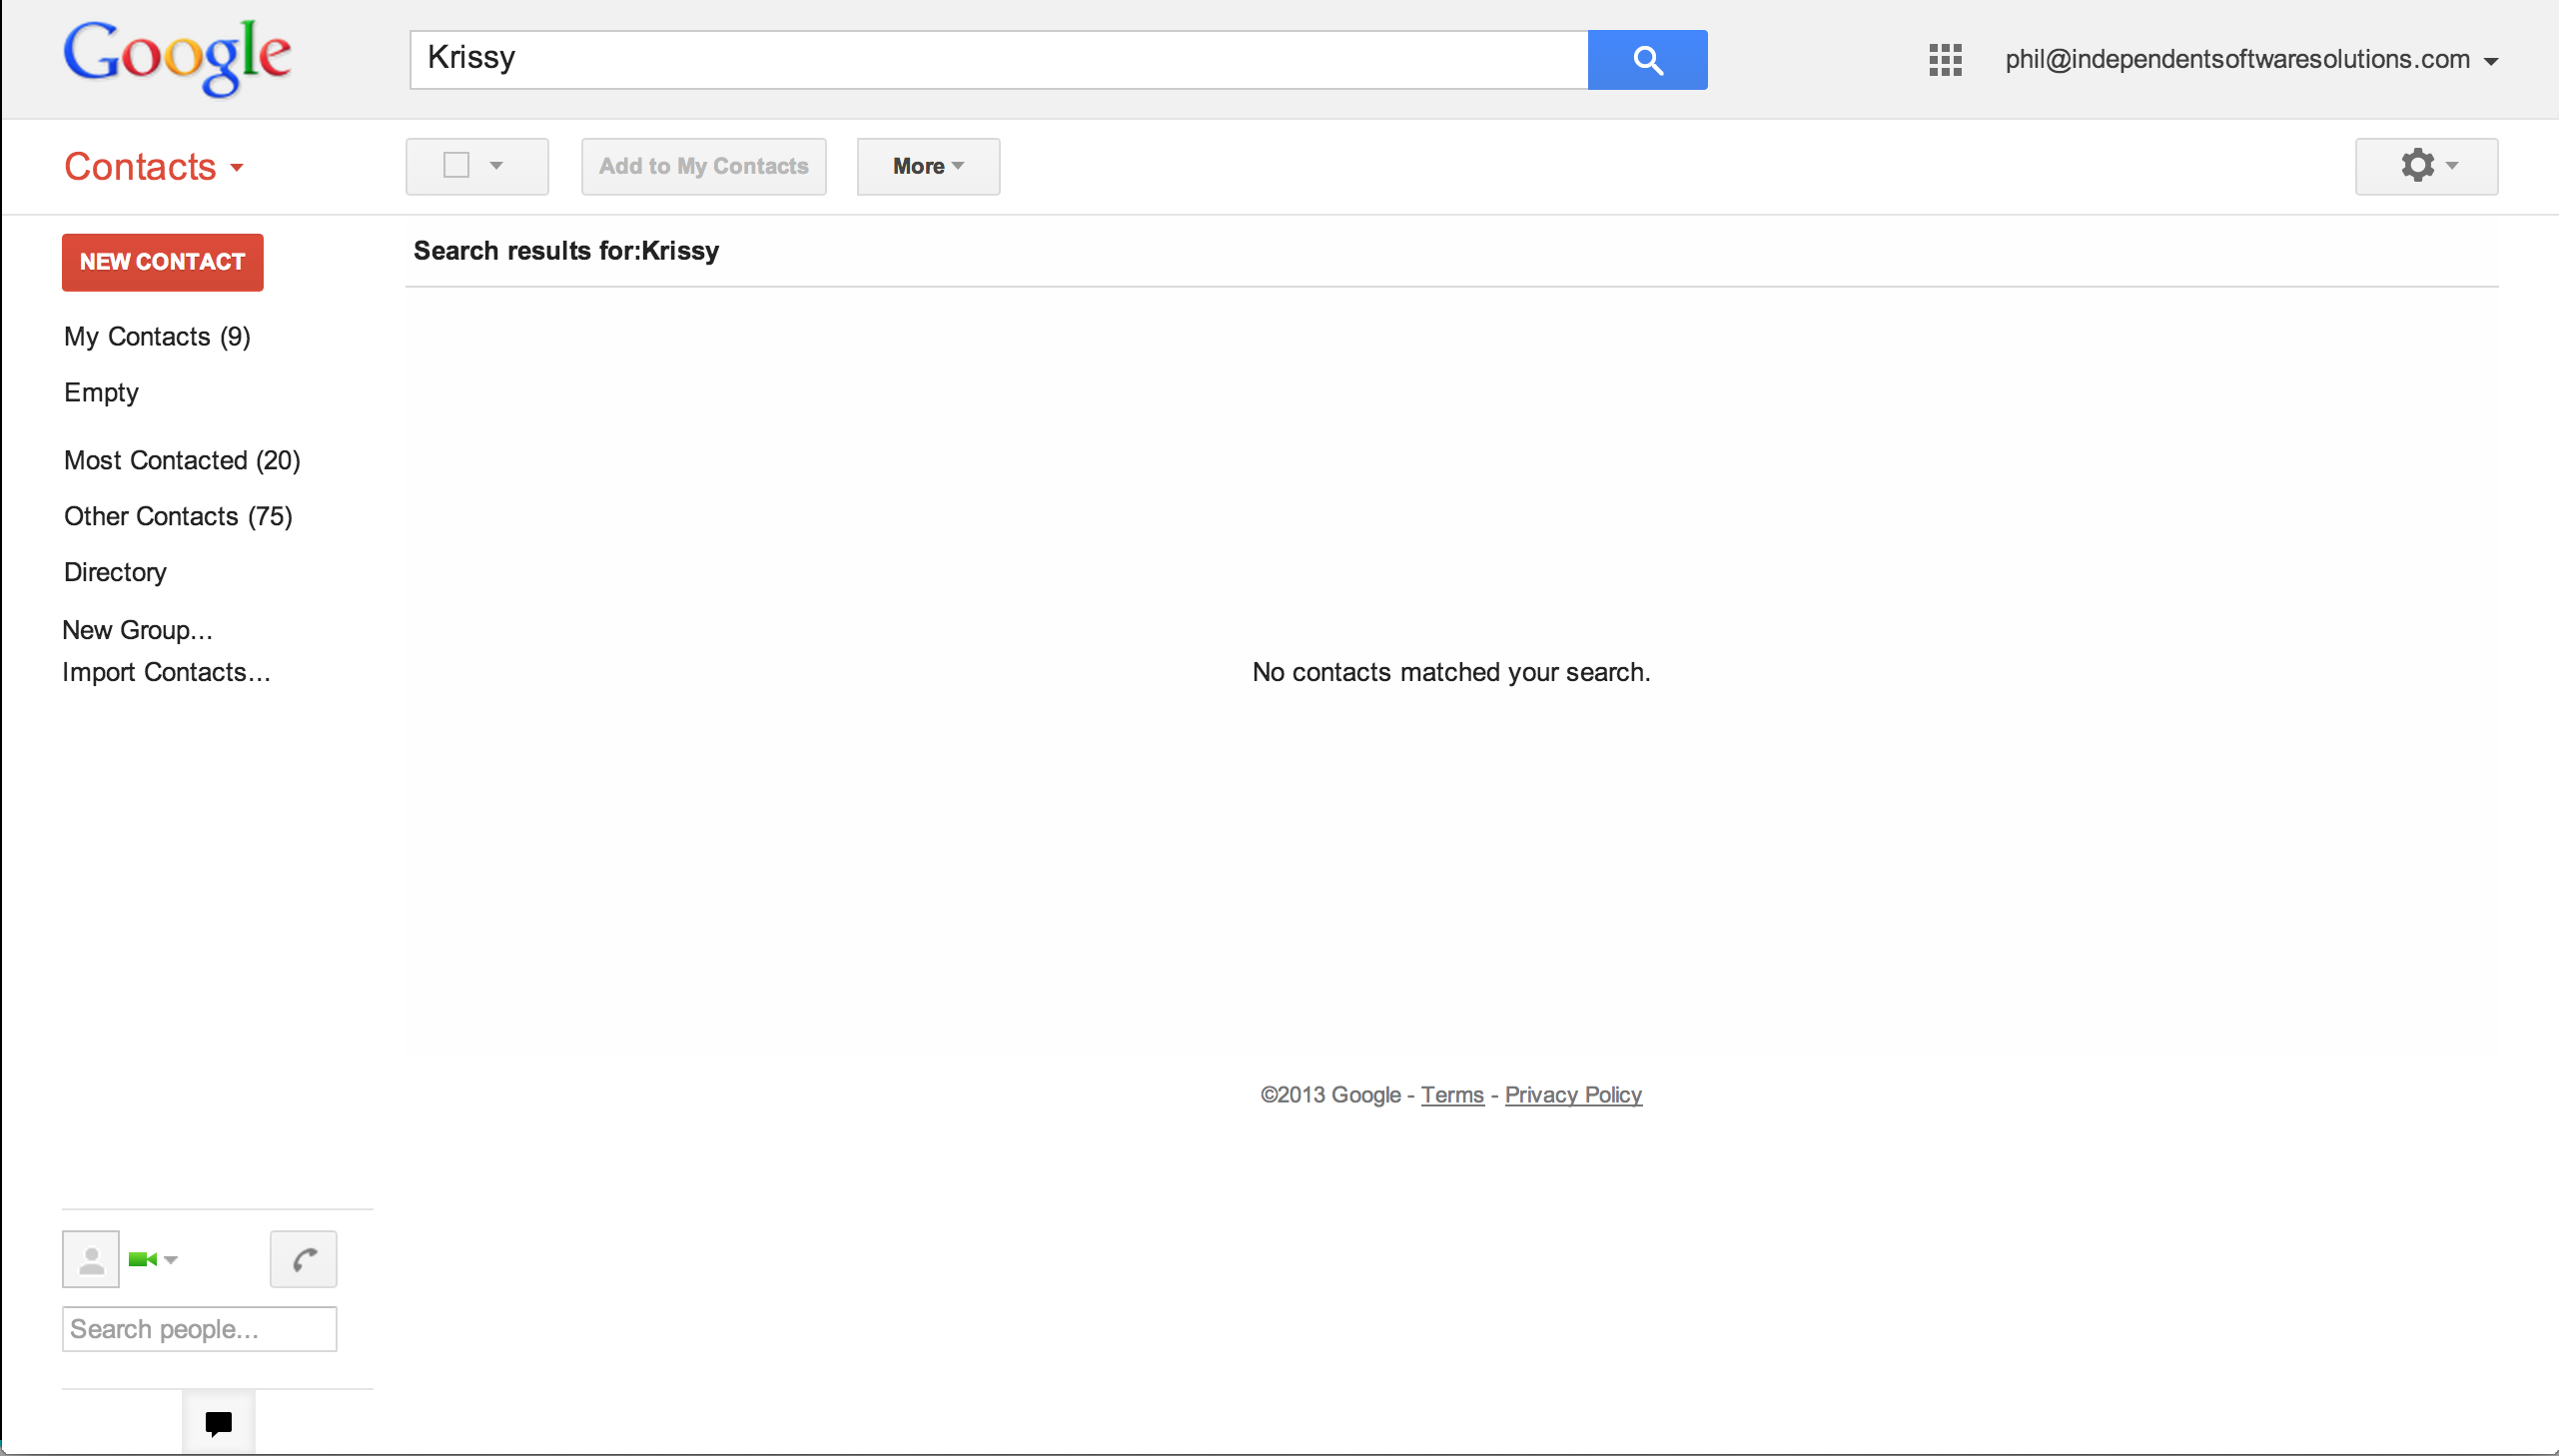 Google
Krissy
phil@independentsoftwaresolutions.com
Contacts
Add to My Contacts
More
NEW CONTACT
Search results for:Krissy
My Contacts (9)
Empty
Most Contacted (20)
Other Contacts (75)
Directory
New Group...
Import Contacts...
No contacts matched your search.
©2013 Google - Terms - Privacy Policy
Search people...